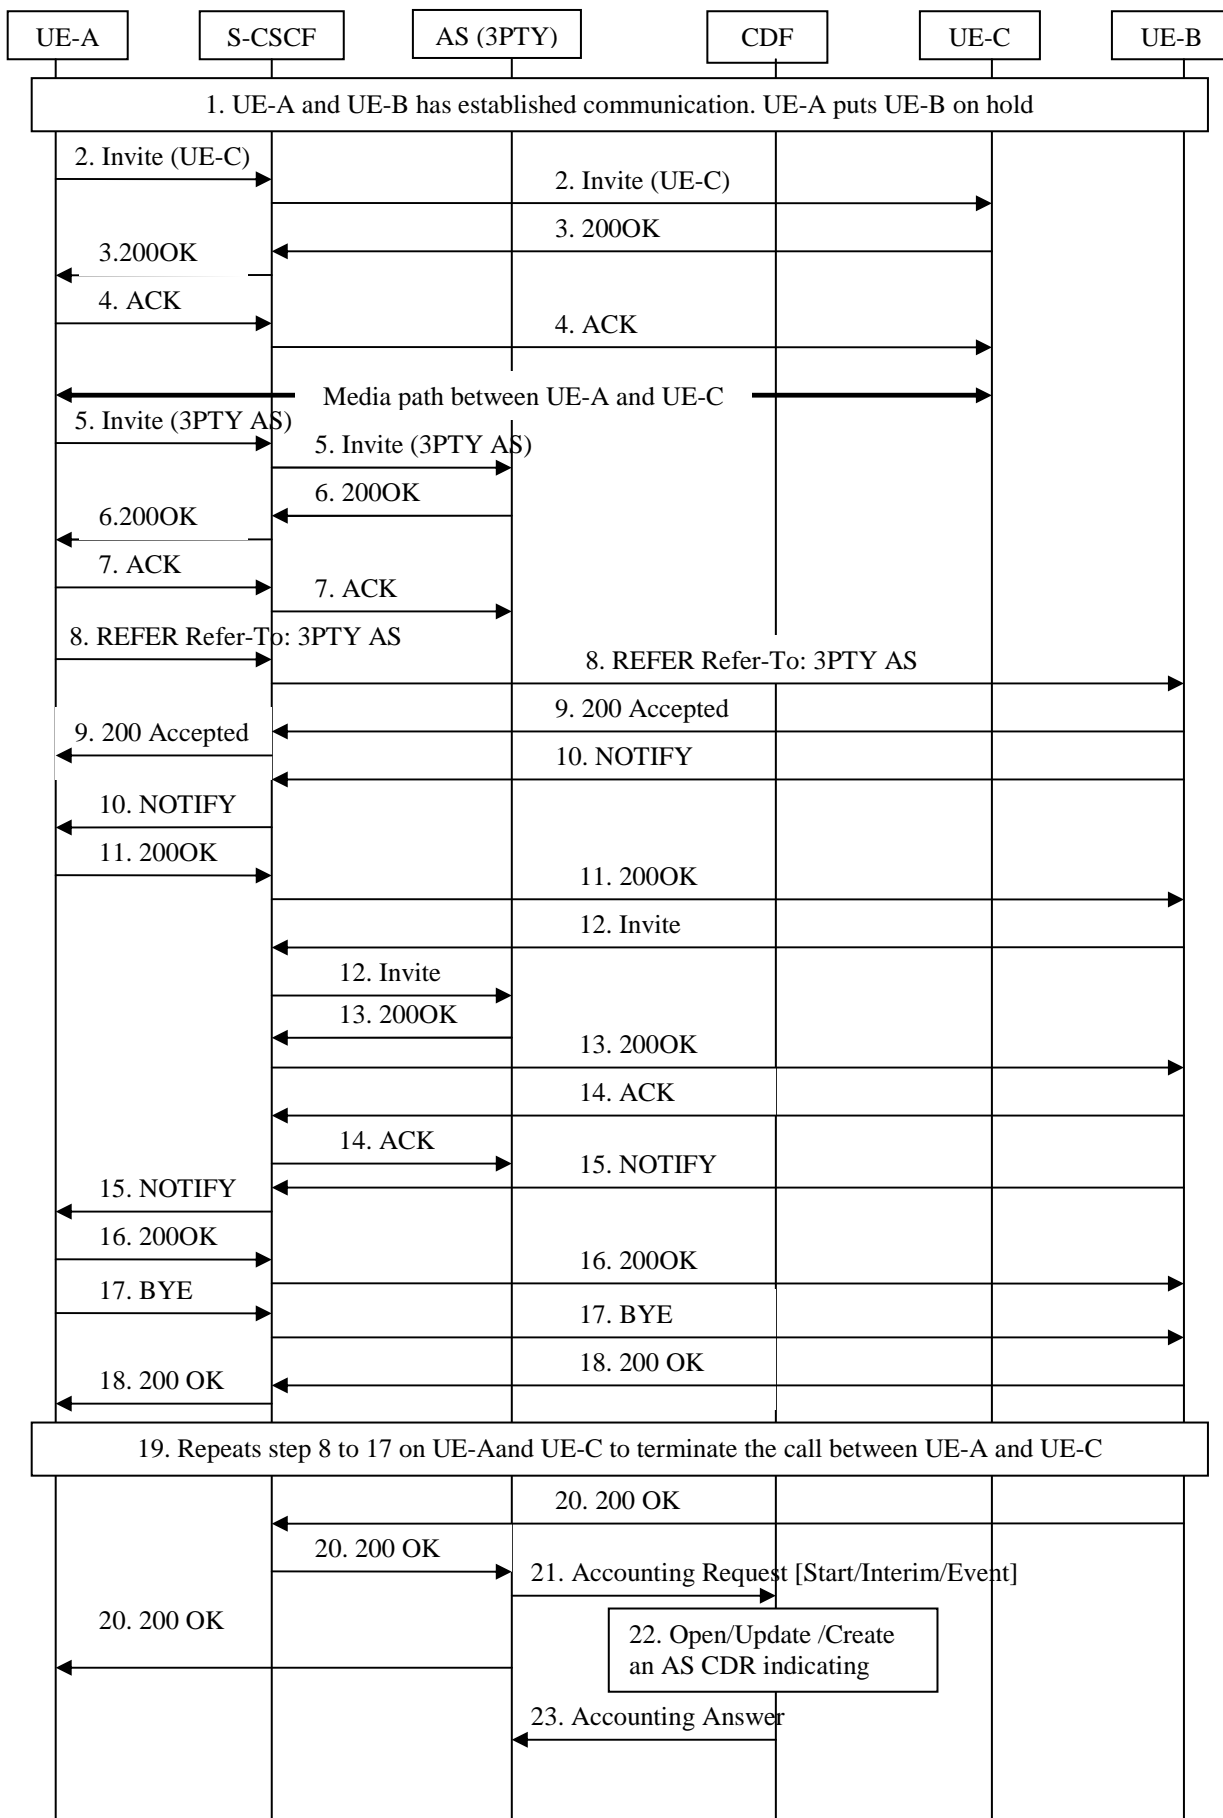 UE-A
S-CSCF
AS (3PTY)
CDF
UE-C
UE-B
1. UE-A and UE-B has established communication. UE-A puts UE-B on hold
2. Invite (UE-C)
2. Invite (UE-C)
3. 200OK
3.200OK
4. ACK
4. ACK
Media path between UE-A and UE-C
5. Invite (3PTY AS)
5. Invite (3PTY AS)
6. 200OK
6.200OK
7. ACK
7. ACK
8. REFER Refer-To: 3PTY AS
8. REFER Refer-To: 3PTY AS
9. 200 Accepted
9. 200 Accepted
10. NOTIFY
10. NOTIFY
11. 200OK
11. 200OK
12. Invite
12. Invite
13. 200OK
13. 200OK
14. ACK
14. ACK
15. NOTIFY
15. NOTIFY
16. 200OK
16. 200OK
17. BYE
17. BYE
18. 200 OK
18. 200 OK
19. Repeats step 8 to 17 on UE-Aand UE-C to terminate the call between UE-A and UE-C
20. 200 OK
20. 200 OK
21. Accounting Request [Start/Interim/Event]
20. 200 OK
22. Open/Update /Create
an AS CDR indicating
23. Accounting Answer